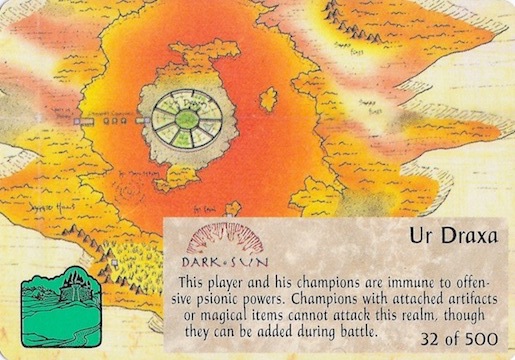 Ur Draxa
DARK • SUN
This player and his champions are immune to offen-
sive psionic powers. Champions with attached artifacts
or magical items cannot attack this realm, though
they can be added during battle.
32 of 500